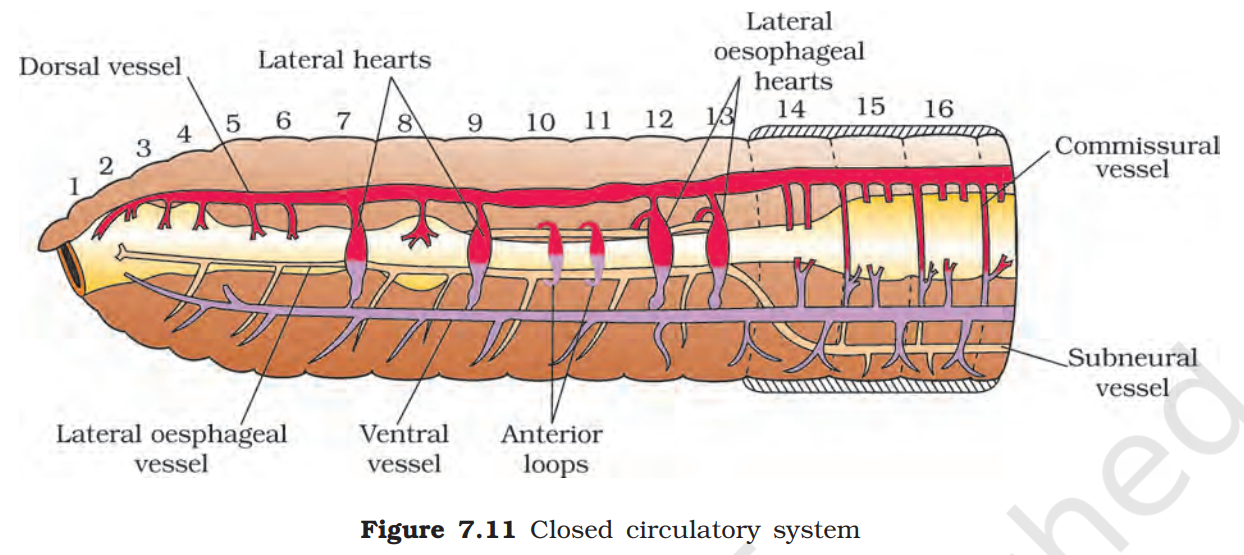 Lateral
oesophageal
hearts
Dorsal vessel
Lateral hearts
1 2 3 4 5 6 7 8 9 10 11 12 13 14 15 16
Commissural
vessel
Subneural
vessel
Lateral oesphageal
vessel
Ventral
vessel
Anterior
loops
Figure 7.11 Closed circulatory system